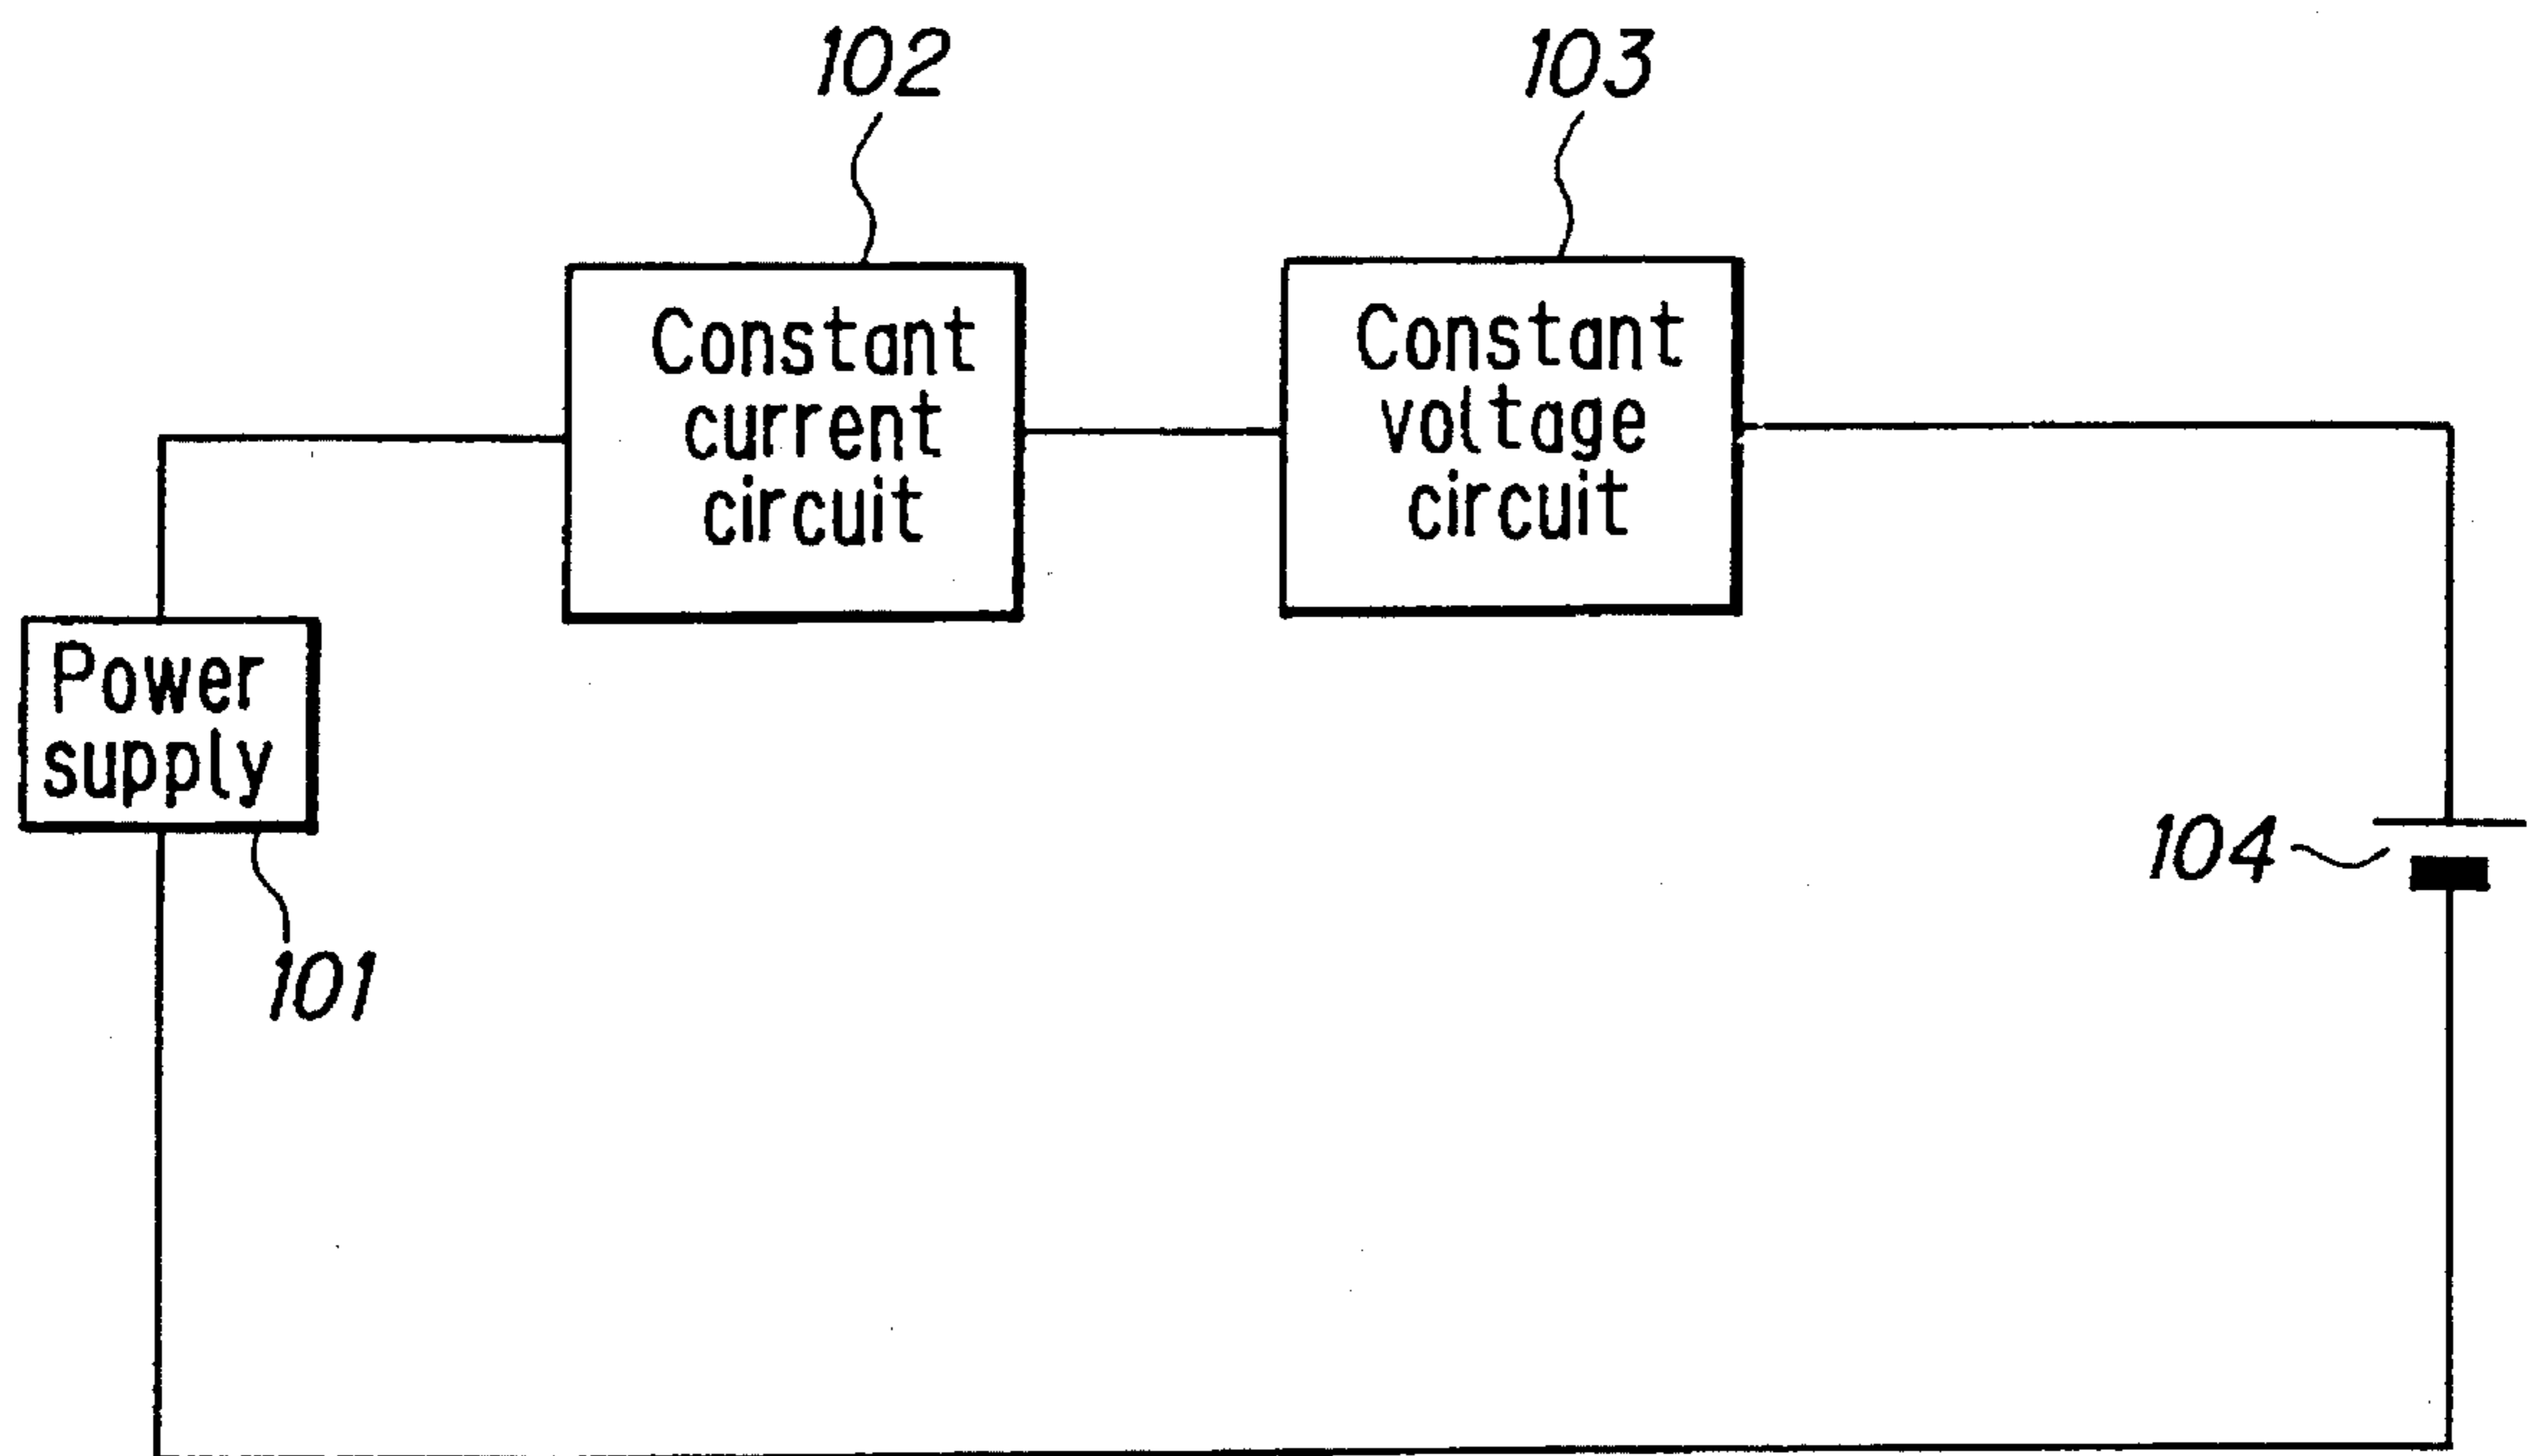 102
103
Constant
current
circuit
Constant
voltage
circuit
Power
supply
101
104